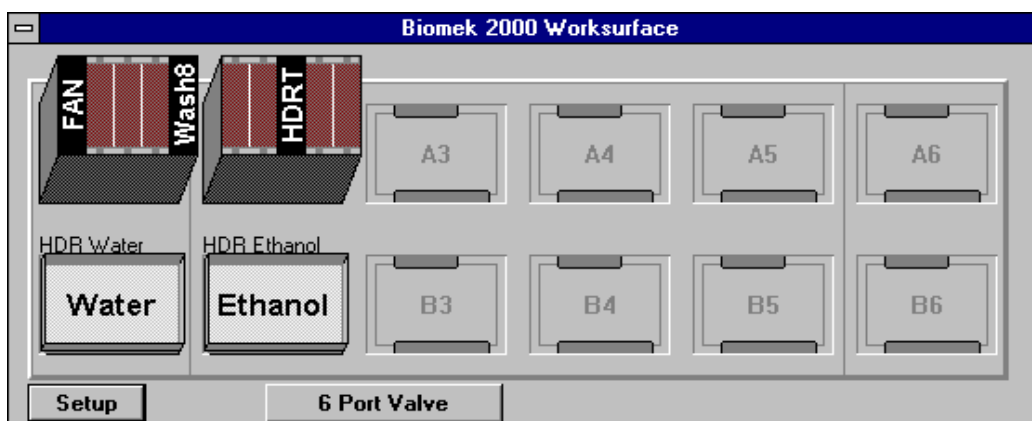 Biomek 2000 Worksurface
FAN
Wash8
HDRT
A3
A4
A5
A6
HDR Water
HDR Ethanol
Water
Ethanol
B3
B4
B5
B6
Setup
6 Port Valve